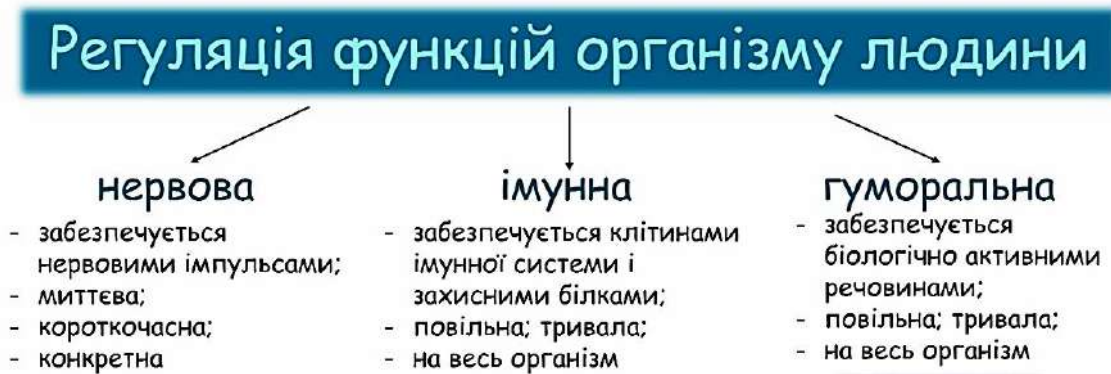 Регуляція функцій організму людини
нервова
- забезпечується
нервовими імпульсами;
- миттєва;
- короткочасна;
- конкретна
імунна
- забезпечується клітинами
імунної системи і
захисними білками;
- повільна; тривала;
- на весь організм
гуморальна
- забезпечується
біологічно активними
речовинами;
- повільна; тривала;
- на весь організм